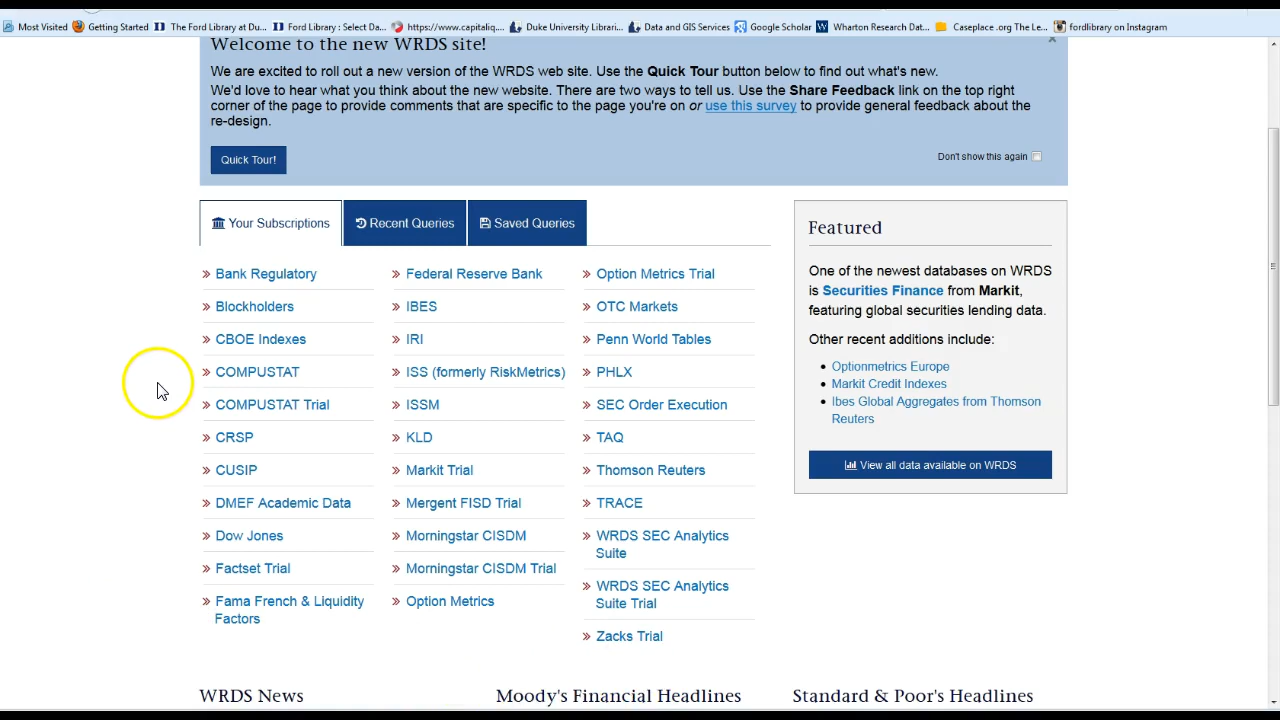 Most Visited
Getting Started
The Ford Library at Du...
Ford Library : Select Da...
https://www.capitaliq....
Duke University Librari...
Data and GIS Services
Google Scholar
Wharton Research Dat...
Caseplace .org The Le...
fordlibrary on Instagram
Welcome to the new WRDS site!
We are excited to roll out a new version of the WRDS web site. Use the Quick Tour button below to find out what's new.
We'd love to hear what you think about the new website. There are two ways to tell us. Use the Share Feedback link on the top right
corner of the page to provide comments that are specific to the page you're on or use this survey to provide general feedback about the
re-design.
Quick Tour!
Don't show this again
Your Subscriptions
Recent Queries
Saved Queries
Bank Regulatory
Blockholders
CBOE Indexes
COMPUSTAT
COMPUSTAT Trial
CRSP
CUSIP
DMEF Academic Data
Dow Jones
Factset Trial
Fama French & Liquidity
Factors
Federal Reserve Bank
IBES
IRI
ISS (formerly RiskMetrics)
ISSM
KLD
Markit Trial
Mergent FISD Trial
Morningstar CISDM
Morningstar CISDM Trial
Option Metrics
Option Metrics Trial
OTC Markets
Penn World Tables
PHLX
SEC Order Execution
TAQ
Thomson Reuters
TRACE
WRDS SEC Analytics
Suite
WRDS SEC Analytics
Suite Trial
Zacks Trial
Featured
One of the newest databases on WRDS
is Securities Finance from Markit,
featuring global securities lending data.
Other recent additions include:
Optionmetrics Europe
Markit Credit Indexes
Ibes Global Aggregates from Thomson
Reuters
View all data available on WRDS
WRDS News
Moody's Financial Headlines
Standard & Poor's Headlines